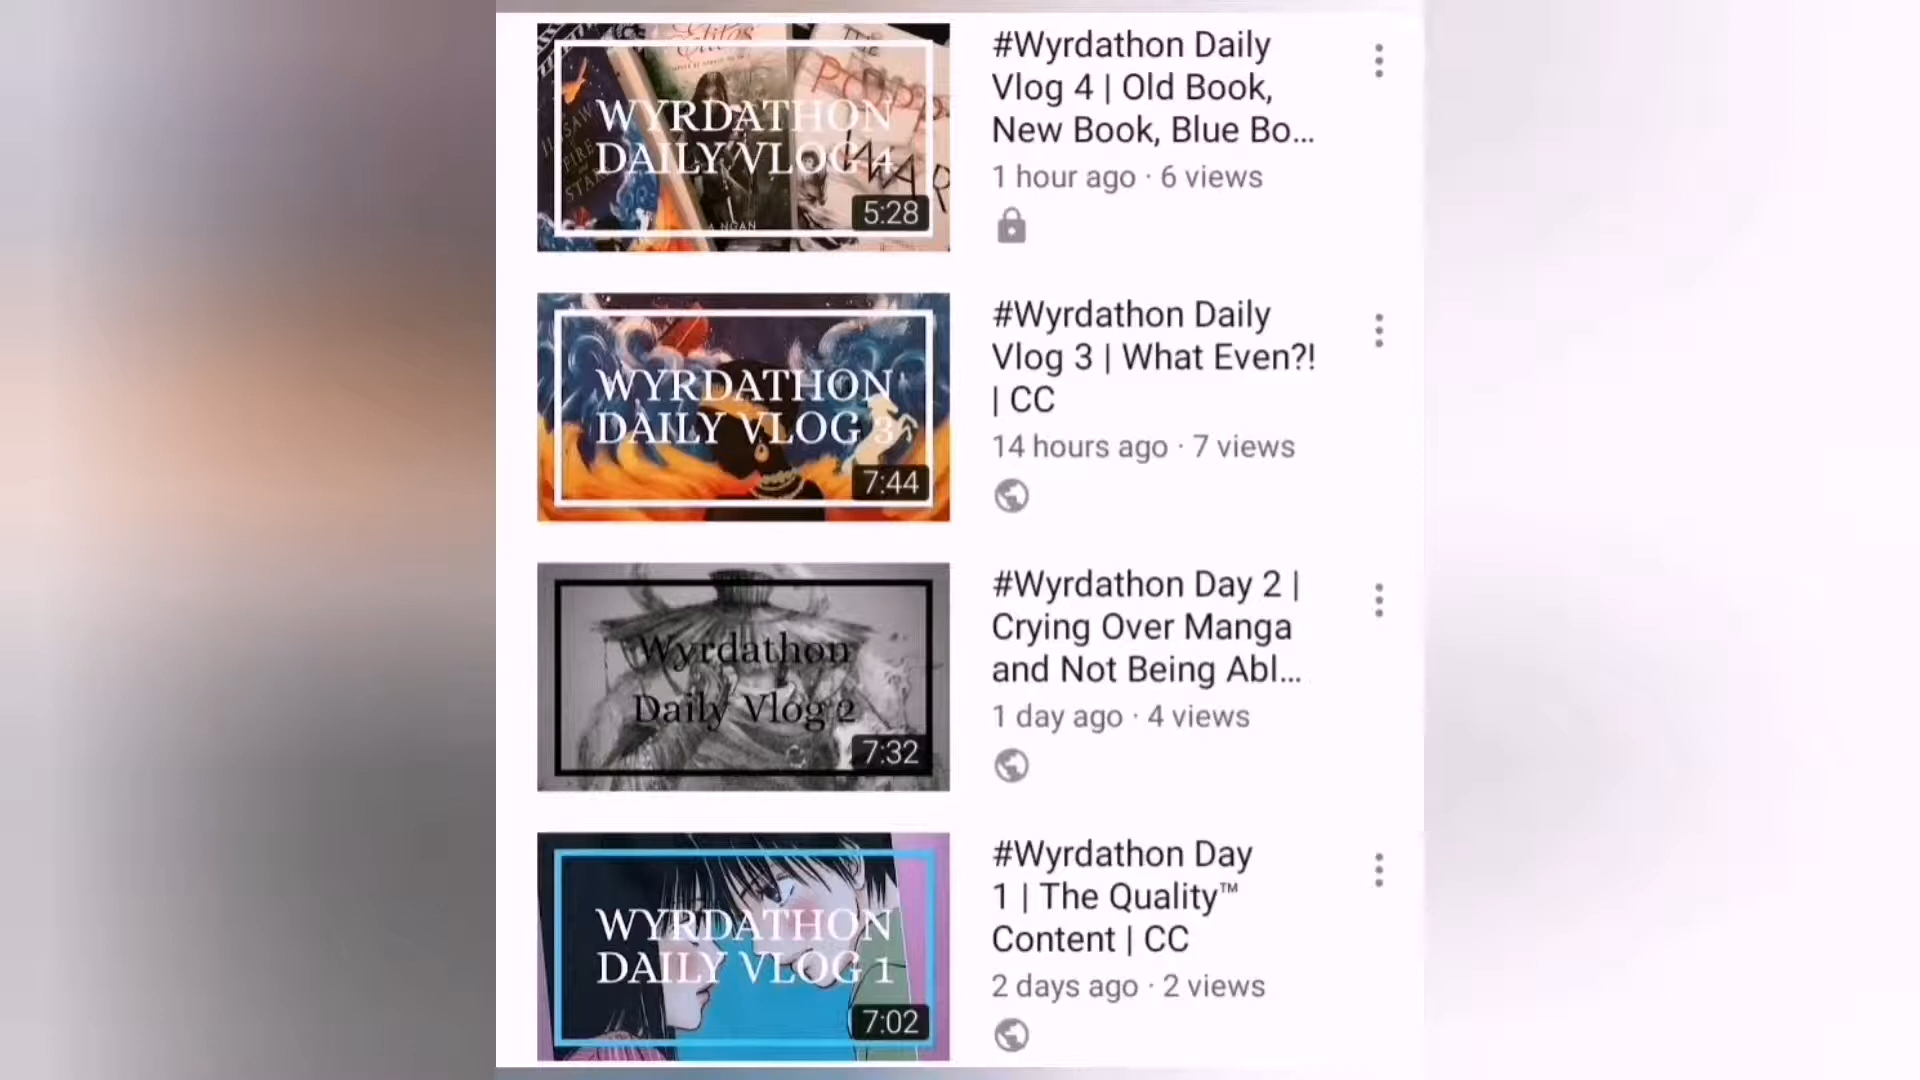 WYRDATHON
DAILY VLOG 4
5:28
#Wyrdathon Daily
Vlog 4 | Old Book,
New Book, Blue Bo...
1 hour ago · 6 views
WYRDATHON
DAILY VLOG 3
7:44
#Wyrdathon Daily
Vlog 3 | What Even?!
| CC
14 hours ago · 7 views
Wyrdathon
Daily Vlog 2
7:32
#Wyrdathon Day 2 |
Crying Over Manga
and Not Being Abl...
1 day ago · 4 views
WYRDATHON
DAILY VLOG 1
7:02
#Wyrdathon Day
1 | The Quality™
Content | CC
2 days ago · 2 views